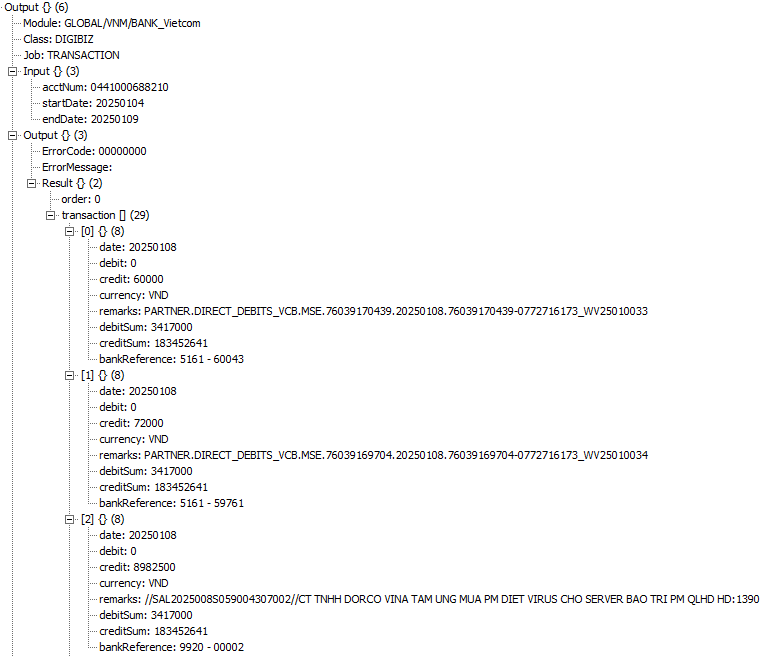 Output {} (6)
Module: GLOBAL/VNM/BANK_Vietcom
Class: DIGIBIZ
Job: TRANSACTION
Input {} (3)
acctNum: 0441000688210
startDate: 20250104
endDate: 20250109
Output {} (3)
ErrorCode: 00000000
ErrorMessage:
Result {} (2)
order: 0
transaction [] (29)
[0] {} (8)
date: 20250108
debit: 0
credit: 60000
currency: VND
remarks: PARTNER.DIRECT_DEBITS_VCB.MSE.76039170439.20250108.76039170439-0772716173_WV25010033
debitSum: 3417000
creditSum: 183452641
bankReference: 5161 - 60043
[1] {} (8)
date: 20250108
debit: 0
credit: 72000
currency: VND
remarks: PARTNER.DIRECT_DEBITS_VCB.MSE.76039169704.20250108.76039169704-0772716173_WV25010034
debitSum: 3417000
creditSum: 183452641
bankReference: 5161 - 59761
[2] {} (8)
date: 20250108
debit: 0
credit: 8982500
currency: VND
remarks: //SAL2025008S059004307002//CT TNHH DORCO VINA TAM UNG MUA PM DIET VIRUS CHO SERVER BAO TRI PM QLHD HD:1390
debitSum: 3417000
creditSum: 183452641
bankReference: 9920 - 00002